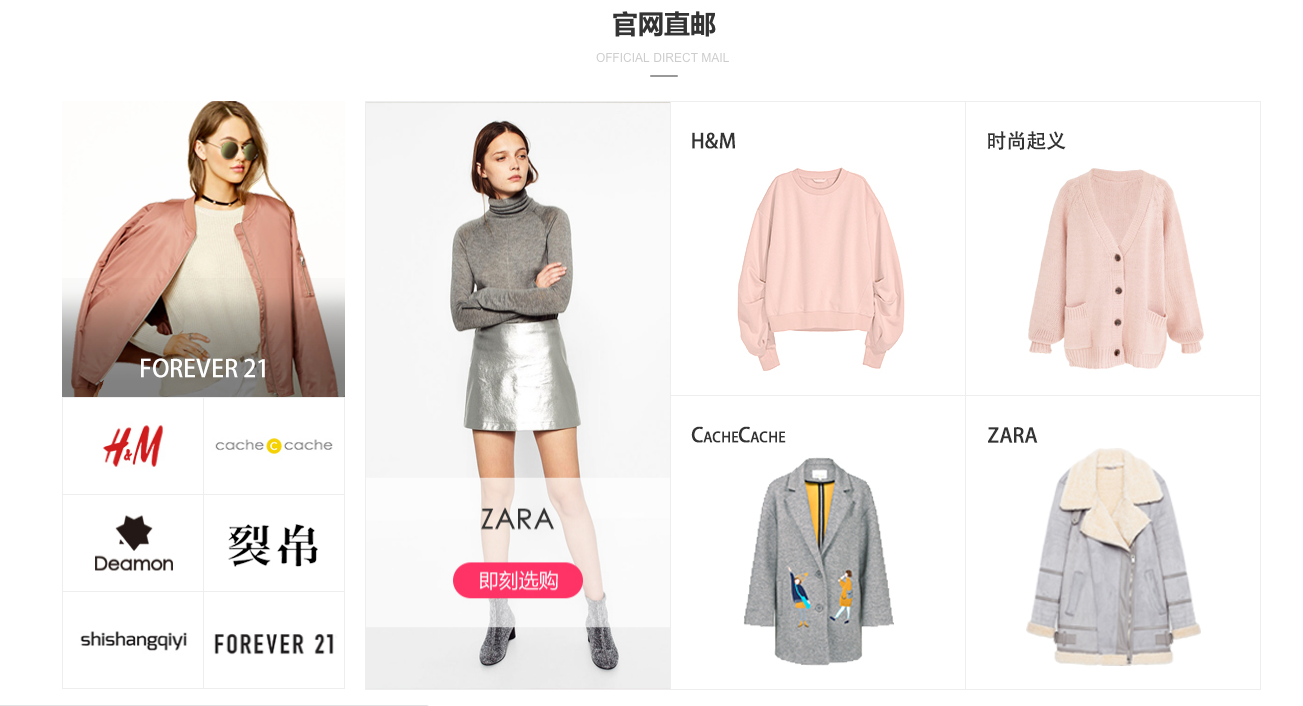 官网直邮
OFFICIAL DIRECT MAIL
FOREVER 21
H&M
cache C cache
Deamon
裂帛
shishangqiyi
FOREVER 21
ZARA
即刻选购
H&M
时尚起义
CACHECACHE
ZARA